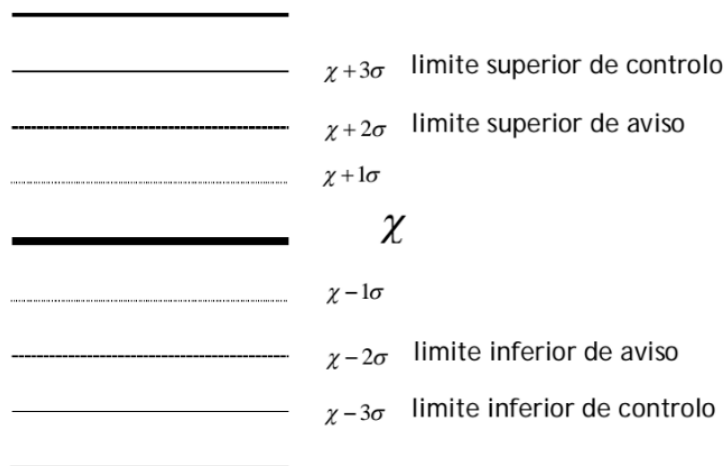 χ+3σ limite superior de controlo
χ+2σ limite superior de aviso
χ+1σ
χ
χ−1σ
χ−2σ limite inferior de aviso
χ−3σ limite inferior de controlo